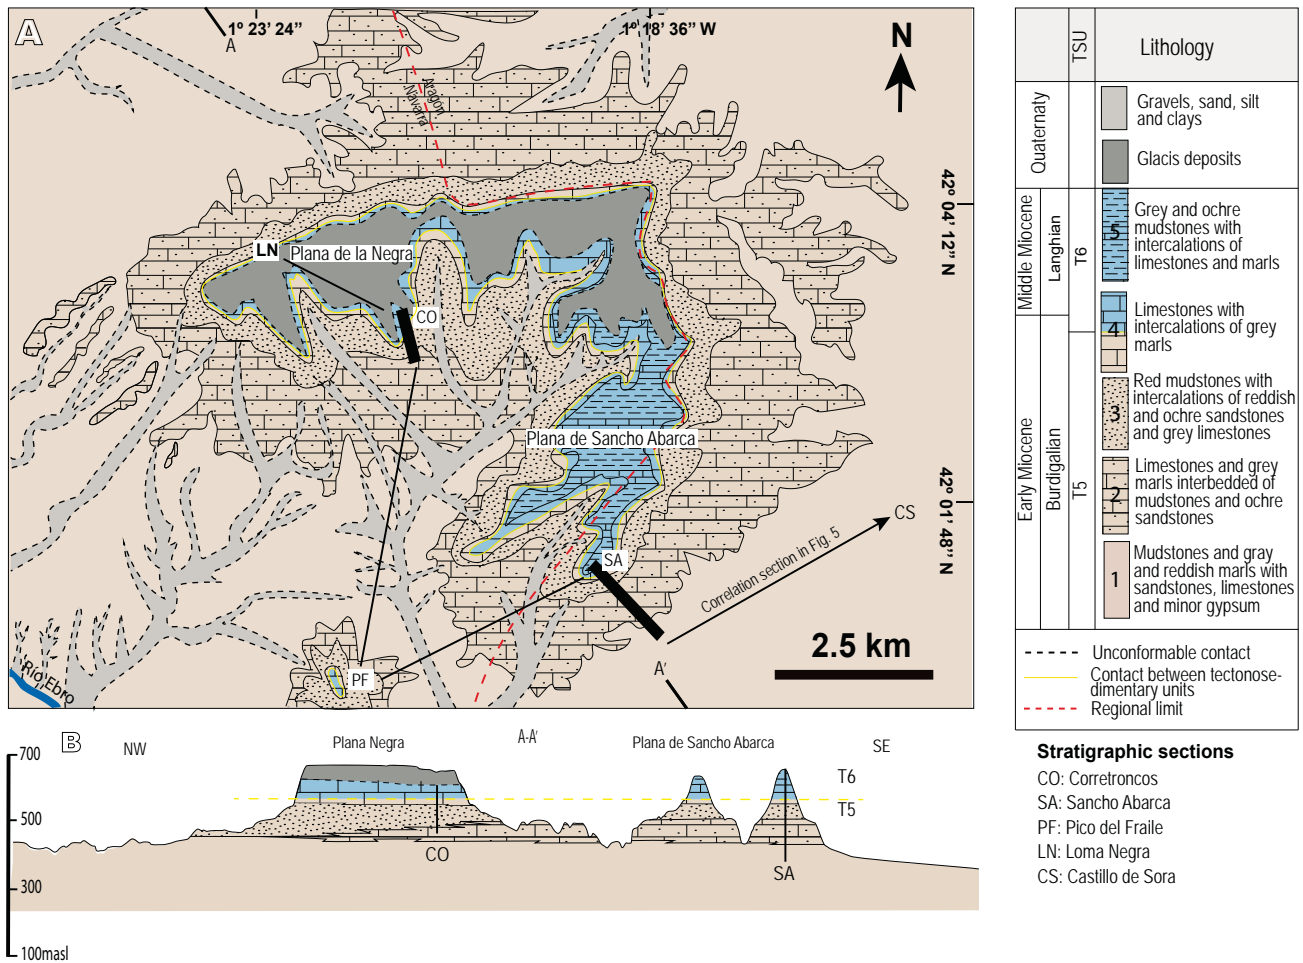 A
1º 23' 24"
A
1º 18' 36" W
N
Aragón
Navarra
42º 04' 12" N
LN
Plana de la Negra
CO
Plana de Sancho Abarca
42º 01' 48" N
CS
SA
Correlation section in Fig. 5
A'
2.5 km
PF
Río Ebro
TSU
Lithology
Quaternaty
Gravels, sand, silt
and clays
Glacis deposits
Middle Miocene
Langhian
T6
5
Grey and ochre
mudstones with
intercalations of
limestones and marls
4
Limestones with
intercalations of grey
marls
Early Miocene
Burdigalian
T5
3
Red mudstones with
intercalations of reddish
and ochre sandstones
and grey limestones
2
Limestones and grey
marls interbedded of
mudstones and ochre
sandstones
1
Mudstones and gray
and reddish marls with
sandstones, limestones
and minor gypsum
Unconformable contact
Contact between tectonose-
dimentary units
Regional limit
Stratigraphic sections
CO: Corretroncos
SA: Sancho Abarca
PF: Pico del Fraile
LN: Loma Negra
CS: Castillo de Sora
B
NW
Plana Negra
A-A'
Plana de Sancho Abarca
SE
700
T6
T5
500
CO
SA
300
100masl